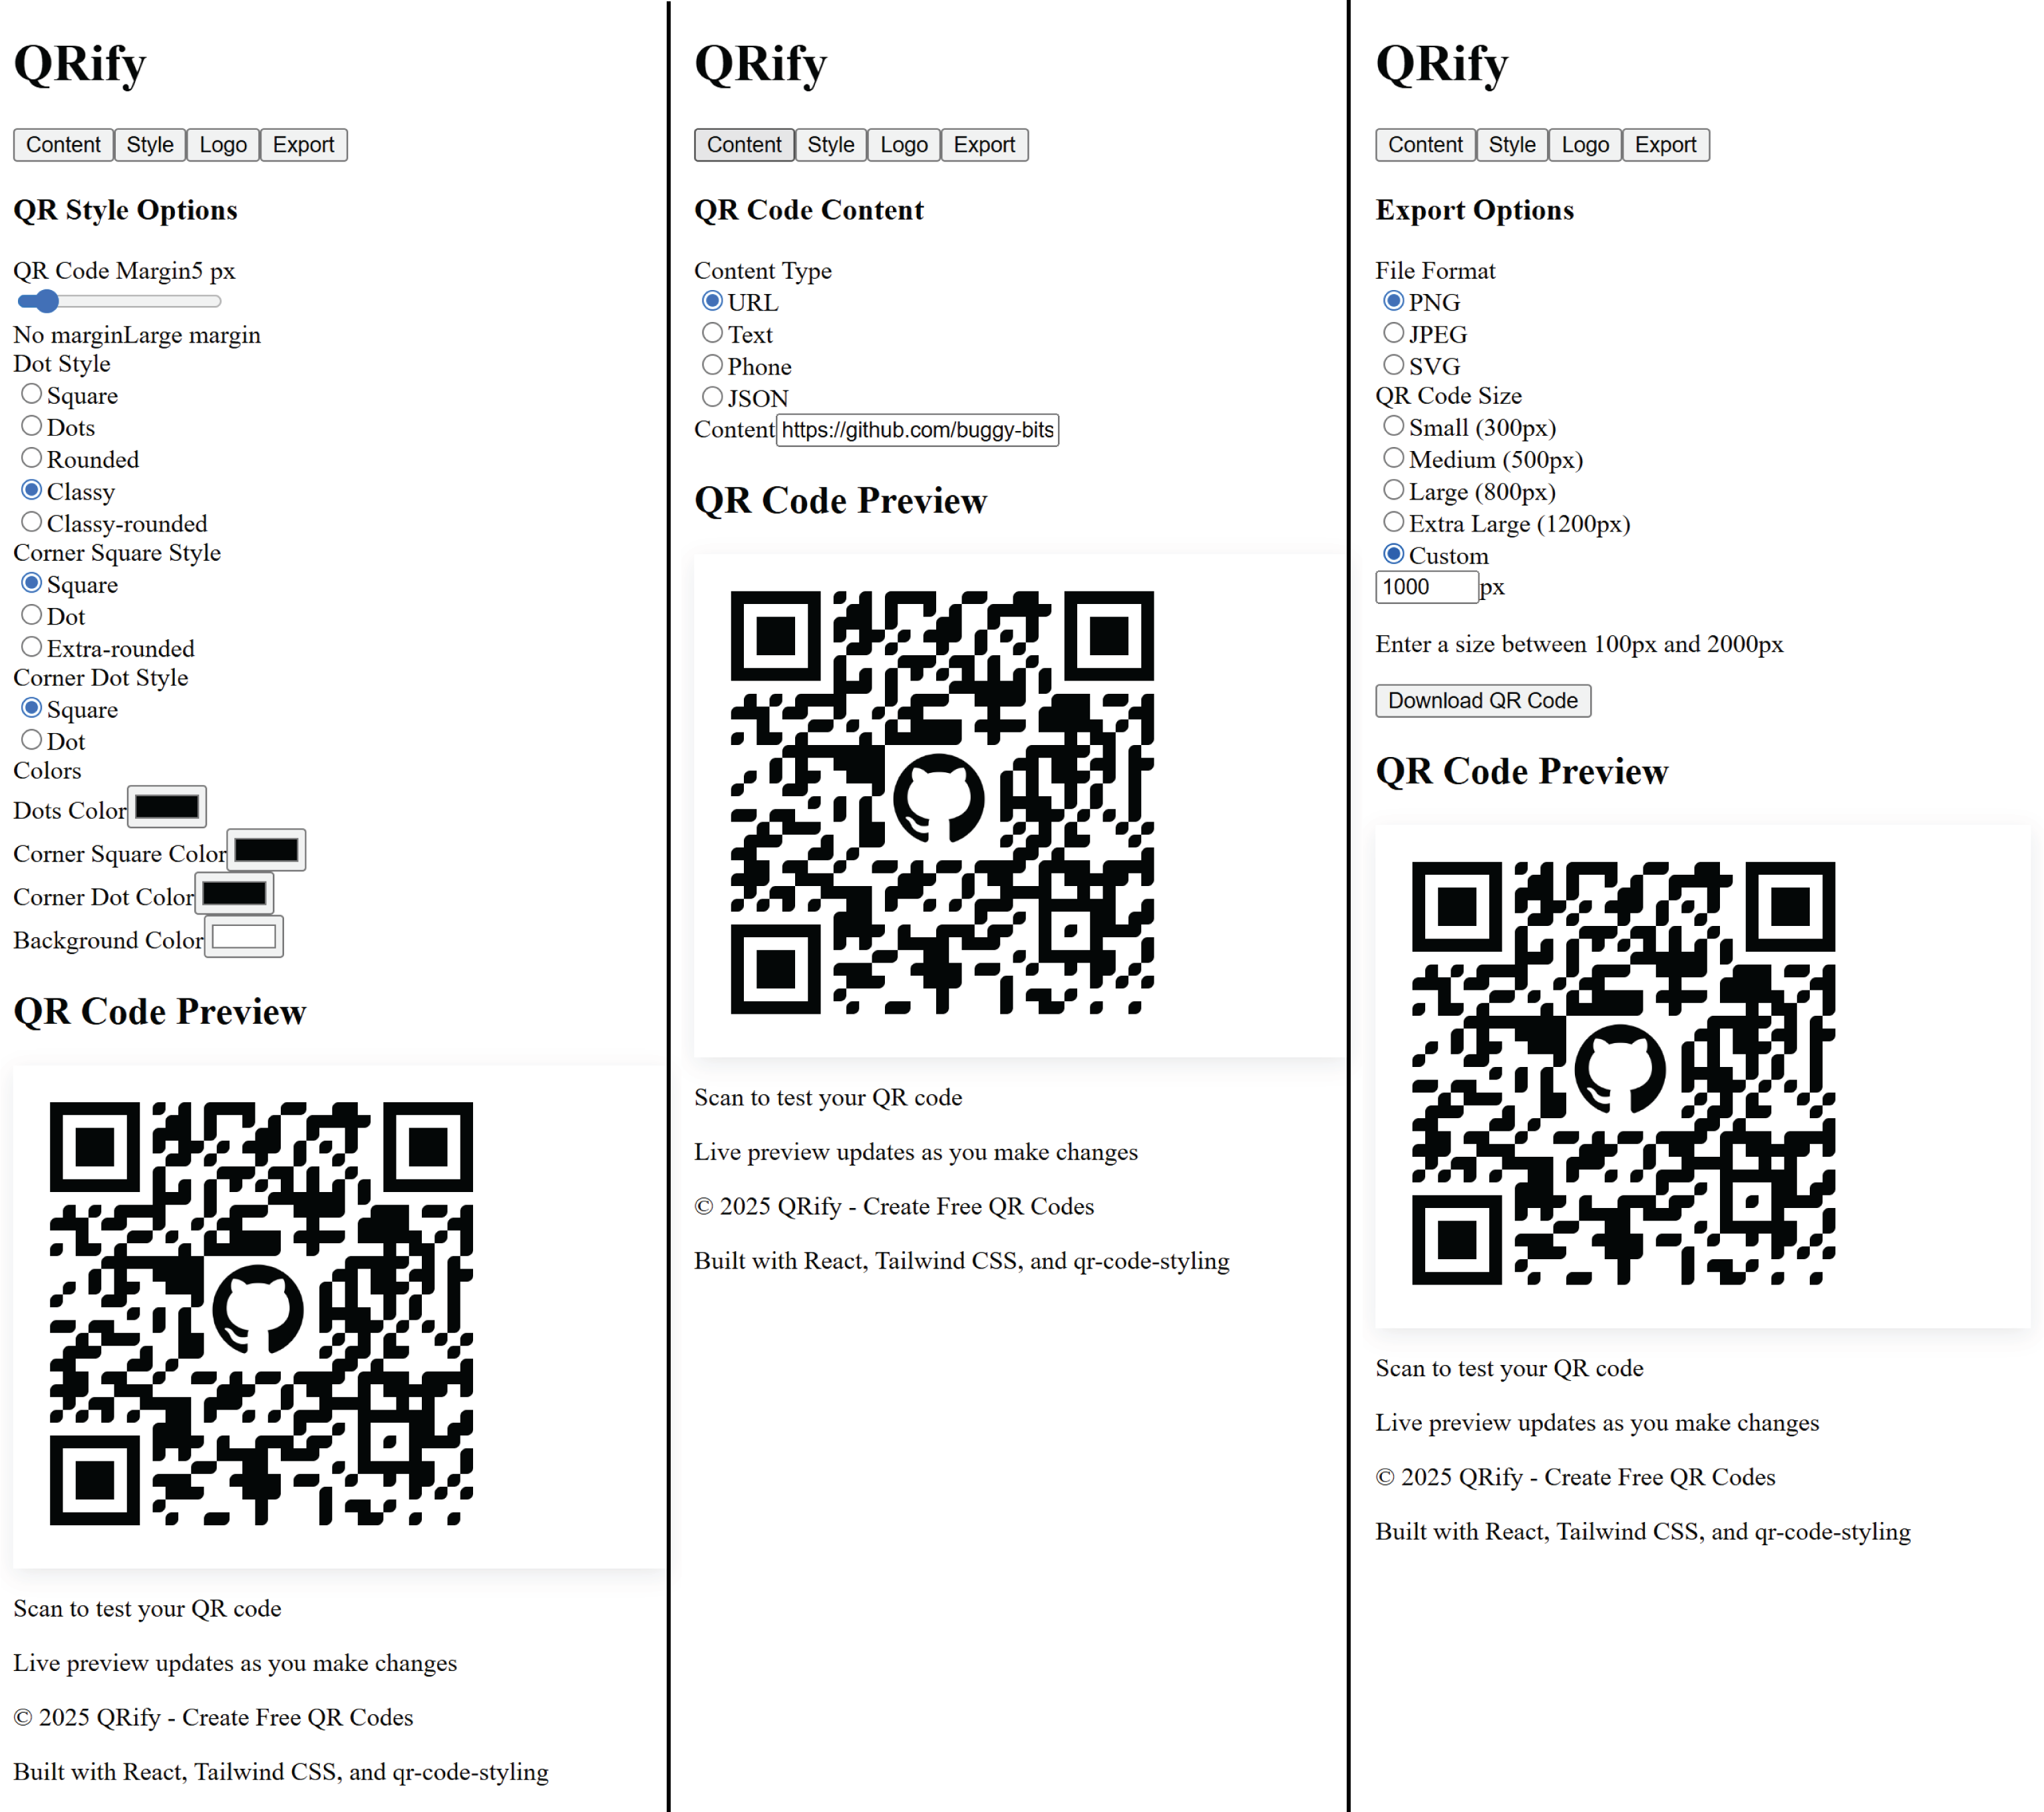 QRify
Content Style Logo Export
QR Style Options
QR Code Margin5 px
No marginLarge margin
Dot Style
Square
Dots
Rounded
Classy
Classy-rounded
Corner Square Style
Square
Dot
Extra-rounded
Corner Dot Style
Square
Dot
Colors
Dots Color
Corner Square Color
Corner Dot Color
Background Color
QR Code Preview
Scan to test your QR code
Live preview updates as you make changes
© 2025 QRify - Create Free QR Codes
Built with React, Tailwind CSS, and qr-code-styling
QRify
Content Style Logo Export
QR Code Content
Content Type
URL
Text
Phone
JSON
Content https://github.com/buggy-bits
QR Code Preview
Scan to test your QR code
Live preview updates as you make changes
© 2025 QRify - Create Free QR Codes
Built with React, Tailwind CSS, and qr-code-styling
QRify
Content Style Logo Export
Export Options
File Format
PNG
JPEG
SVG
QR Code Size
Small (300px)
Medium (500px)
Large (800px)
Extra Large (1200px)
Custom
1000 px
Enter a size between 100px and 2000px
Download QR Code
QR Code Preview
Scan to test your QR code
Live preview updates as you make changes
© 2025 QRify - Create Free QR Codes
Built with React, Tailwind CSS, and qr-code-styling